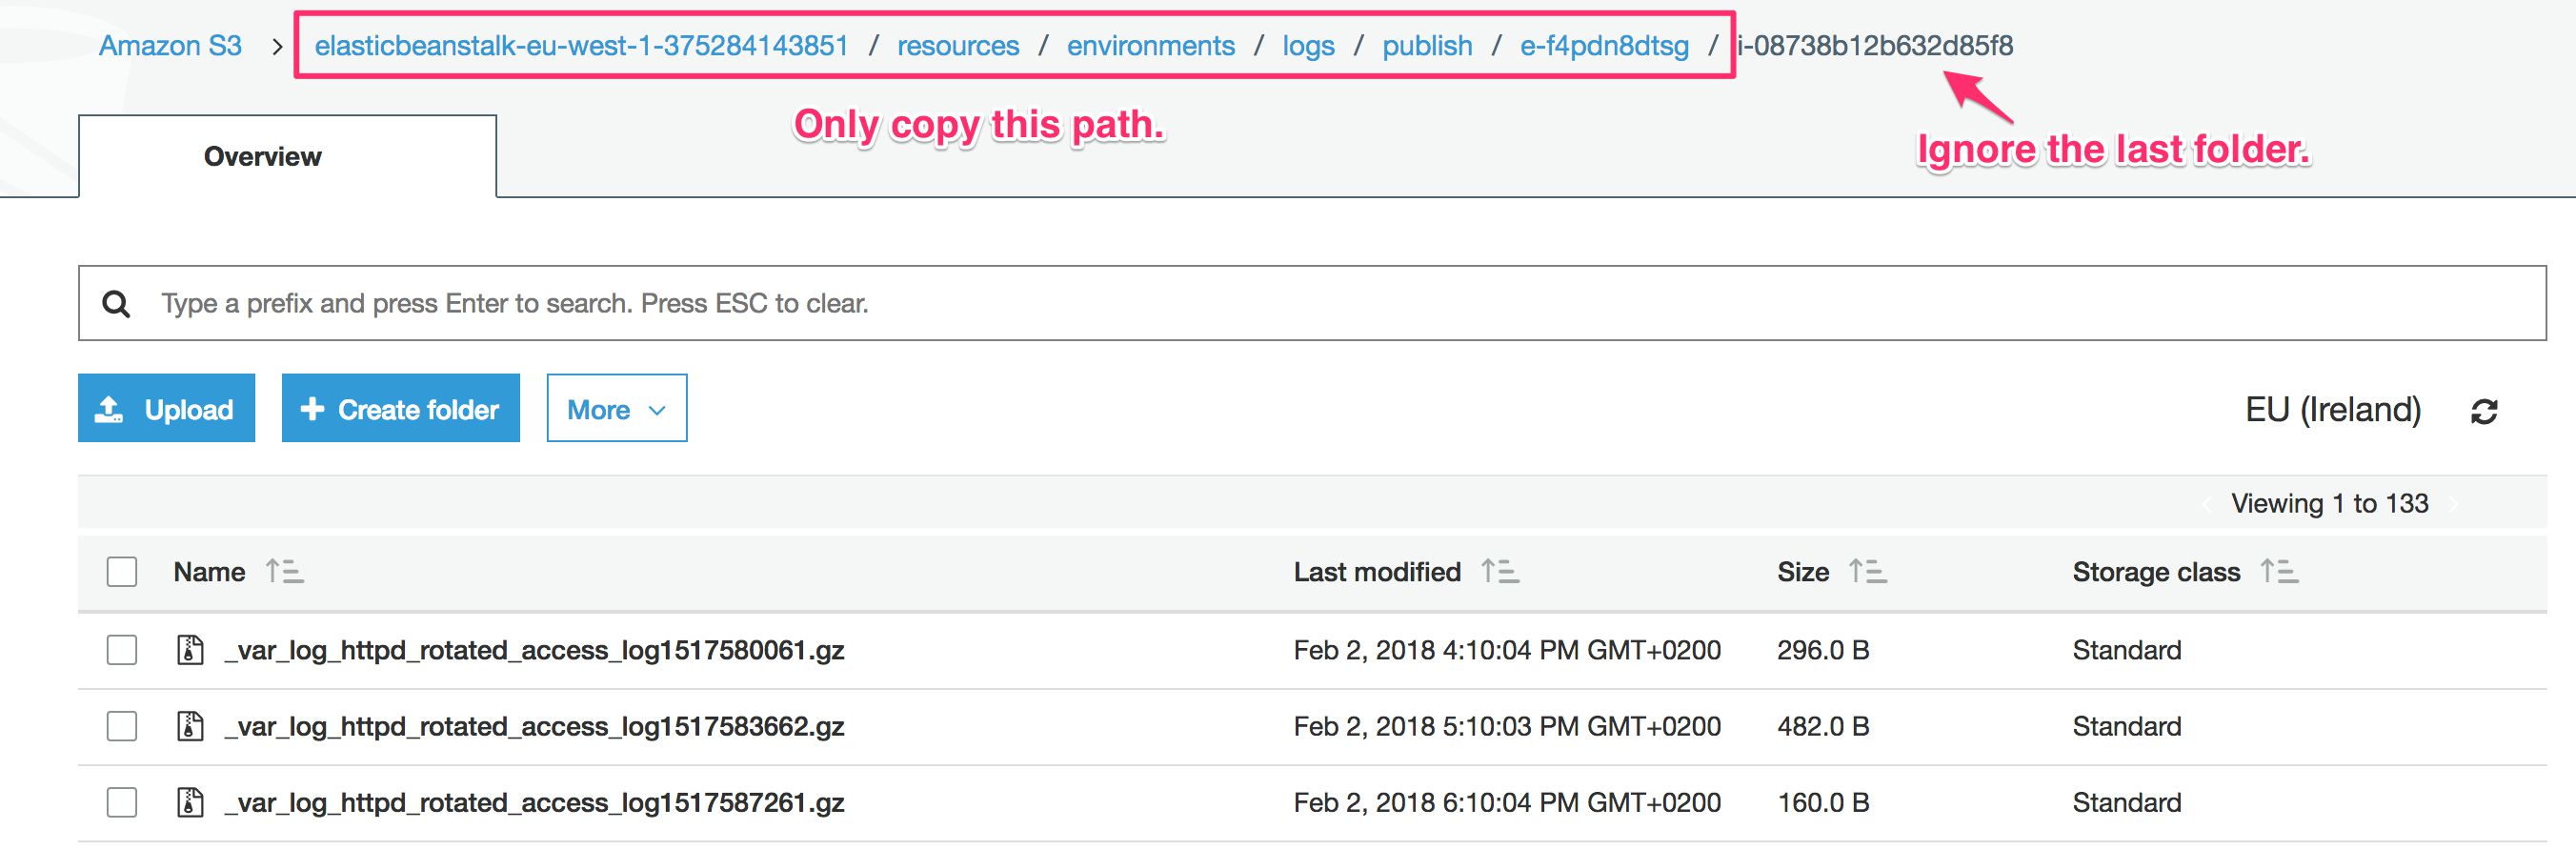 Amazon S3 > elasticbeanstalk-eu-west-1-375284143851 / resources / environments / logs / publish / e-f4pdn8dtsg / i-08738b12b632d85f8
Only copy this path.
Ignore the last folder.
Overview
Type a prefix and press Enter to search. Press ESC to clear.
Upload + Create folder More EU (Ireland)
Viewing 1 to 133
Name Last modified Size Storage class
_var_log_httpd_rotated_access_log1517580061.gz Feb 2, 2018 4:10:04 PM GMT+0200 296.0 B Standard
_var_log_httpd_rotated_access_log1517583662.gz Feb 2, 2018 5:10:03 PM GMT+0200 482.0 B Standard
_var_log_httpd_rotated_access_log1517587261.gz Feb 2, 2018 6:10:04 PM GMT+0200 160.0 B Standard